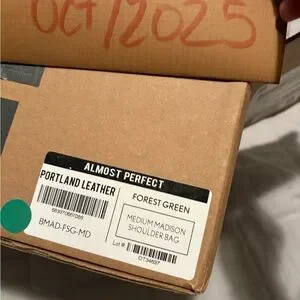 Oct/2025
ALMOST PERFECT
PORTLAND LEATHER
BMAD-FSG-MD
FOREST GREEN
MEDIUM MADISON
SHOULDER BAG
Lot #: